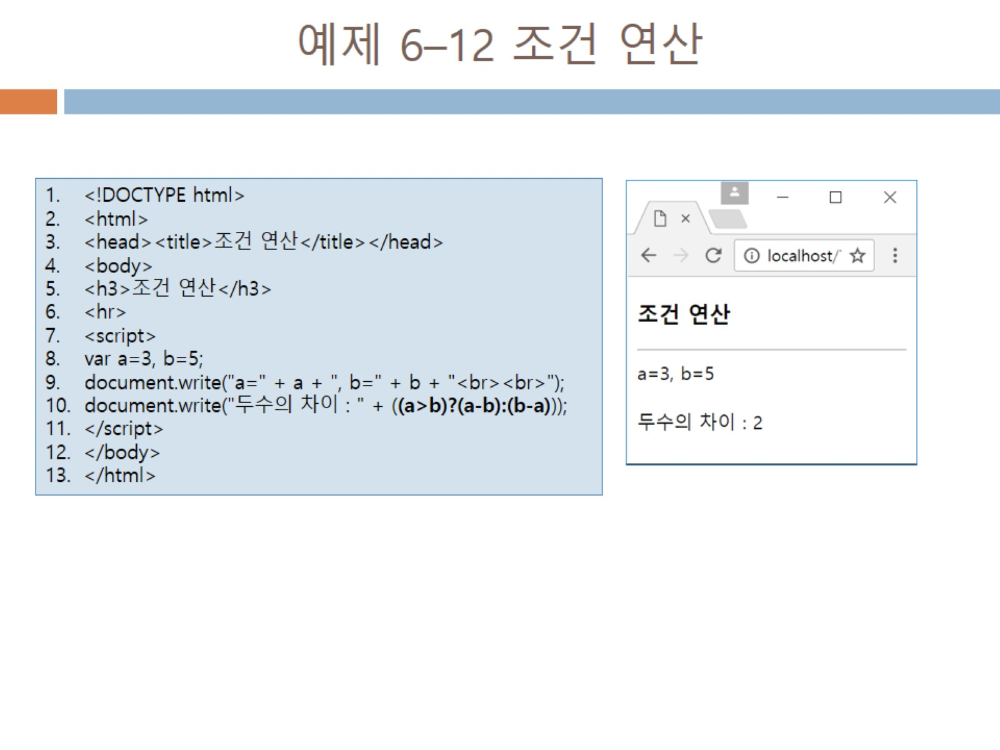 예제 6–12 조건 연산
1. <!DOCTYPE html>
2. <html>
3. <head><title>조건 연산</title></head>
4. <body>
5. <h3>조건 연산</h3>
6. <hr>
7. <script>
8. var a=3, b=5;
9. document.write("a=" + a + ", b=" + b + "<br><br>");
10. document.write("두수의 차이 : " + ((a>b)?(a-b):(b-a)));
11. </script>
12. </body>
13. </html>
localhost/
조건 연산
a=3, b=5
두수의 차이 : 2